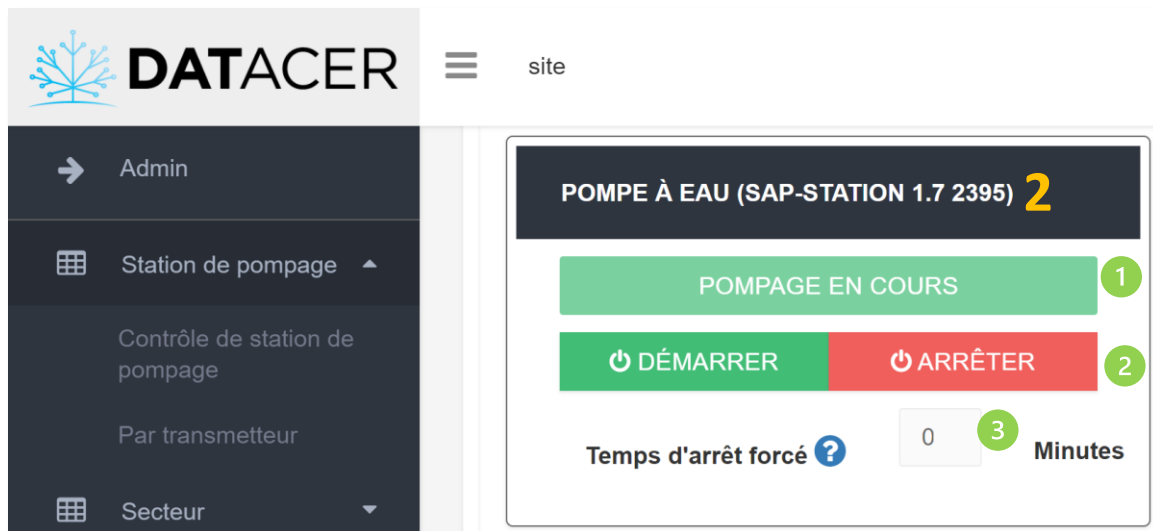 DATACER
site
Admin
Station de pompage
Contrôle de station de
pompage
Par transmetteur
Secteur
POMPE À EAU (SAP-STATION 1.7 2395) 2
POMPAGE EN COURS 1
DÉMARRER ARRÊTER 2
Temps d'arrêt forcé ? 0 3 Minutes